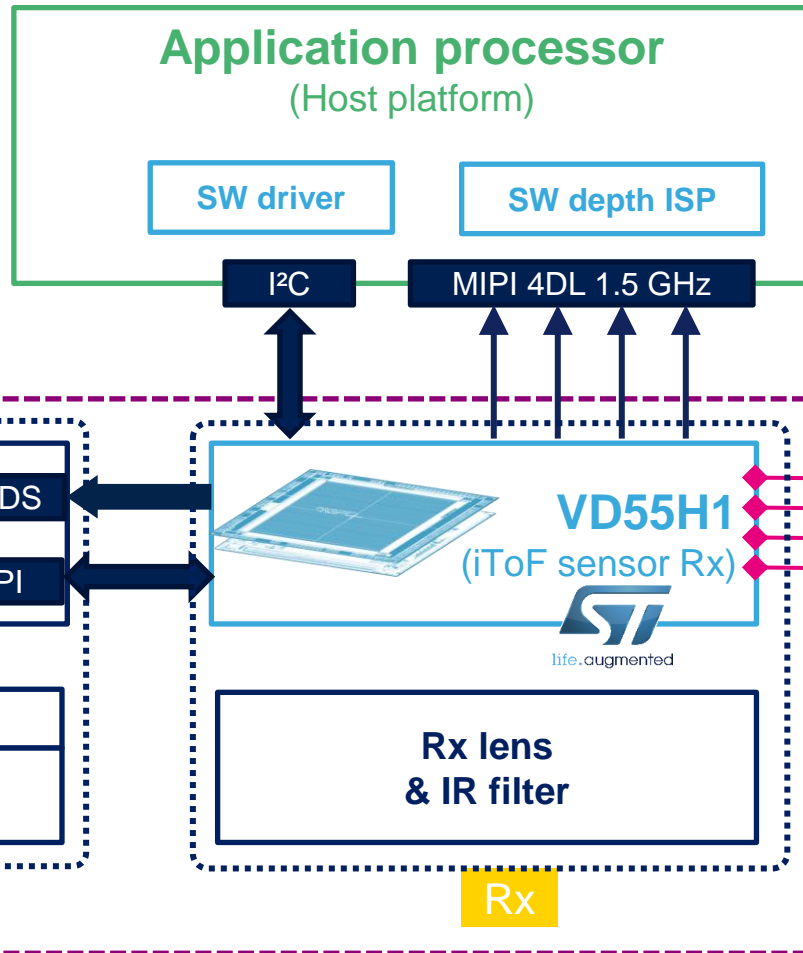 Application processor
(Host platform)
SW driver
SW depth ISP
I²C
MIPI 4DL 1.5 GHz
DS
PI
VD55H1
(iToF sensor Rx)
ST
life.augmented
Rx lens
& IR filter
Rx